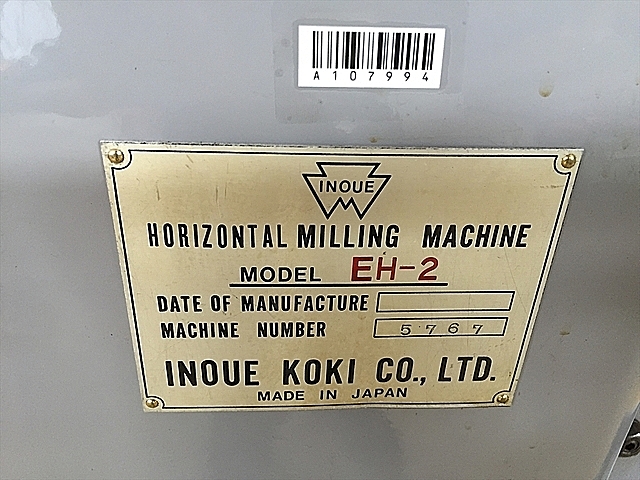 A107994
INOUE
HORIZONTAL MILLING MACHINE
MODEL EH-2
DATE OF MANUFACTURE
MACHINE NUMBER 5767
INOUE KOKI CO., LTD.
MADE IN JAPAN